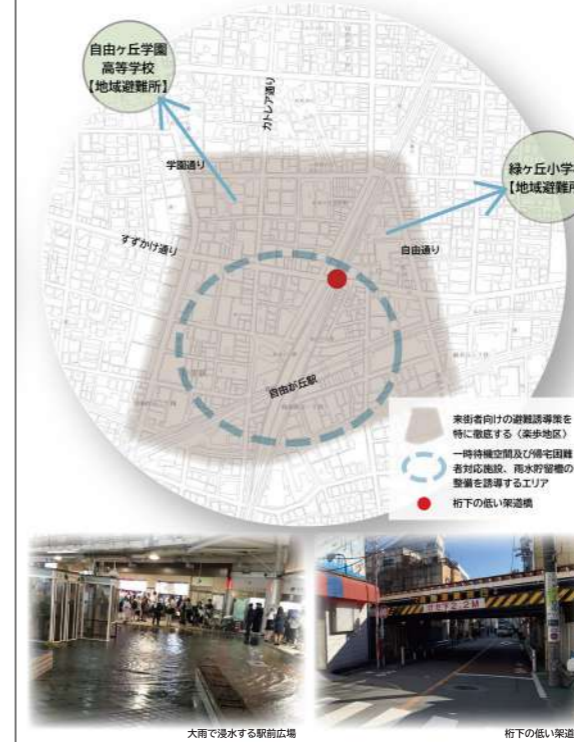 自由ヶ丘学園
高等学校
【地域避難所】
カトレア通り
学園通り
緑ヶ丘小学
【地域避難所
すずかけ通り
自由通り
自由が丘駅
来街者向けの避難誘導策を
特に徹底する〈楽歩地区〉
一時待機空間及び帰宅困難
者対応施設、雨水貯留槽の
整備を誘導するエリア
桁下の低い架道橋
けた下2.2M
大雨で浸水する駅前広場
桁下の低い架道